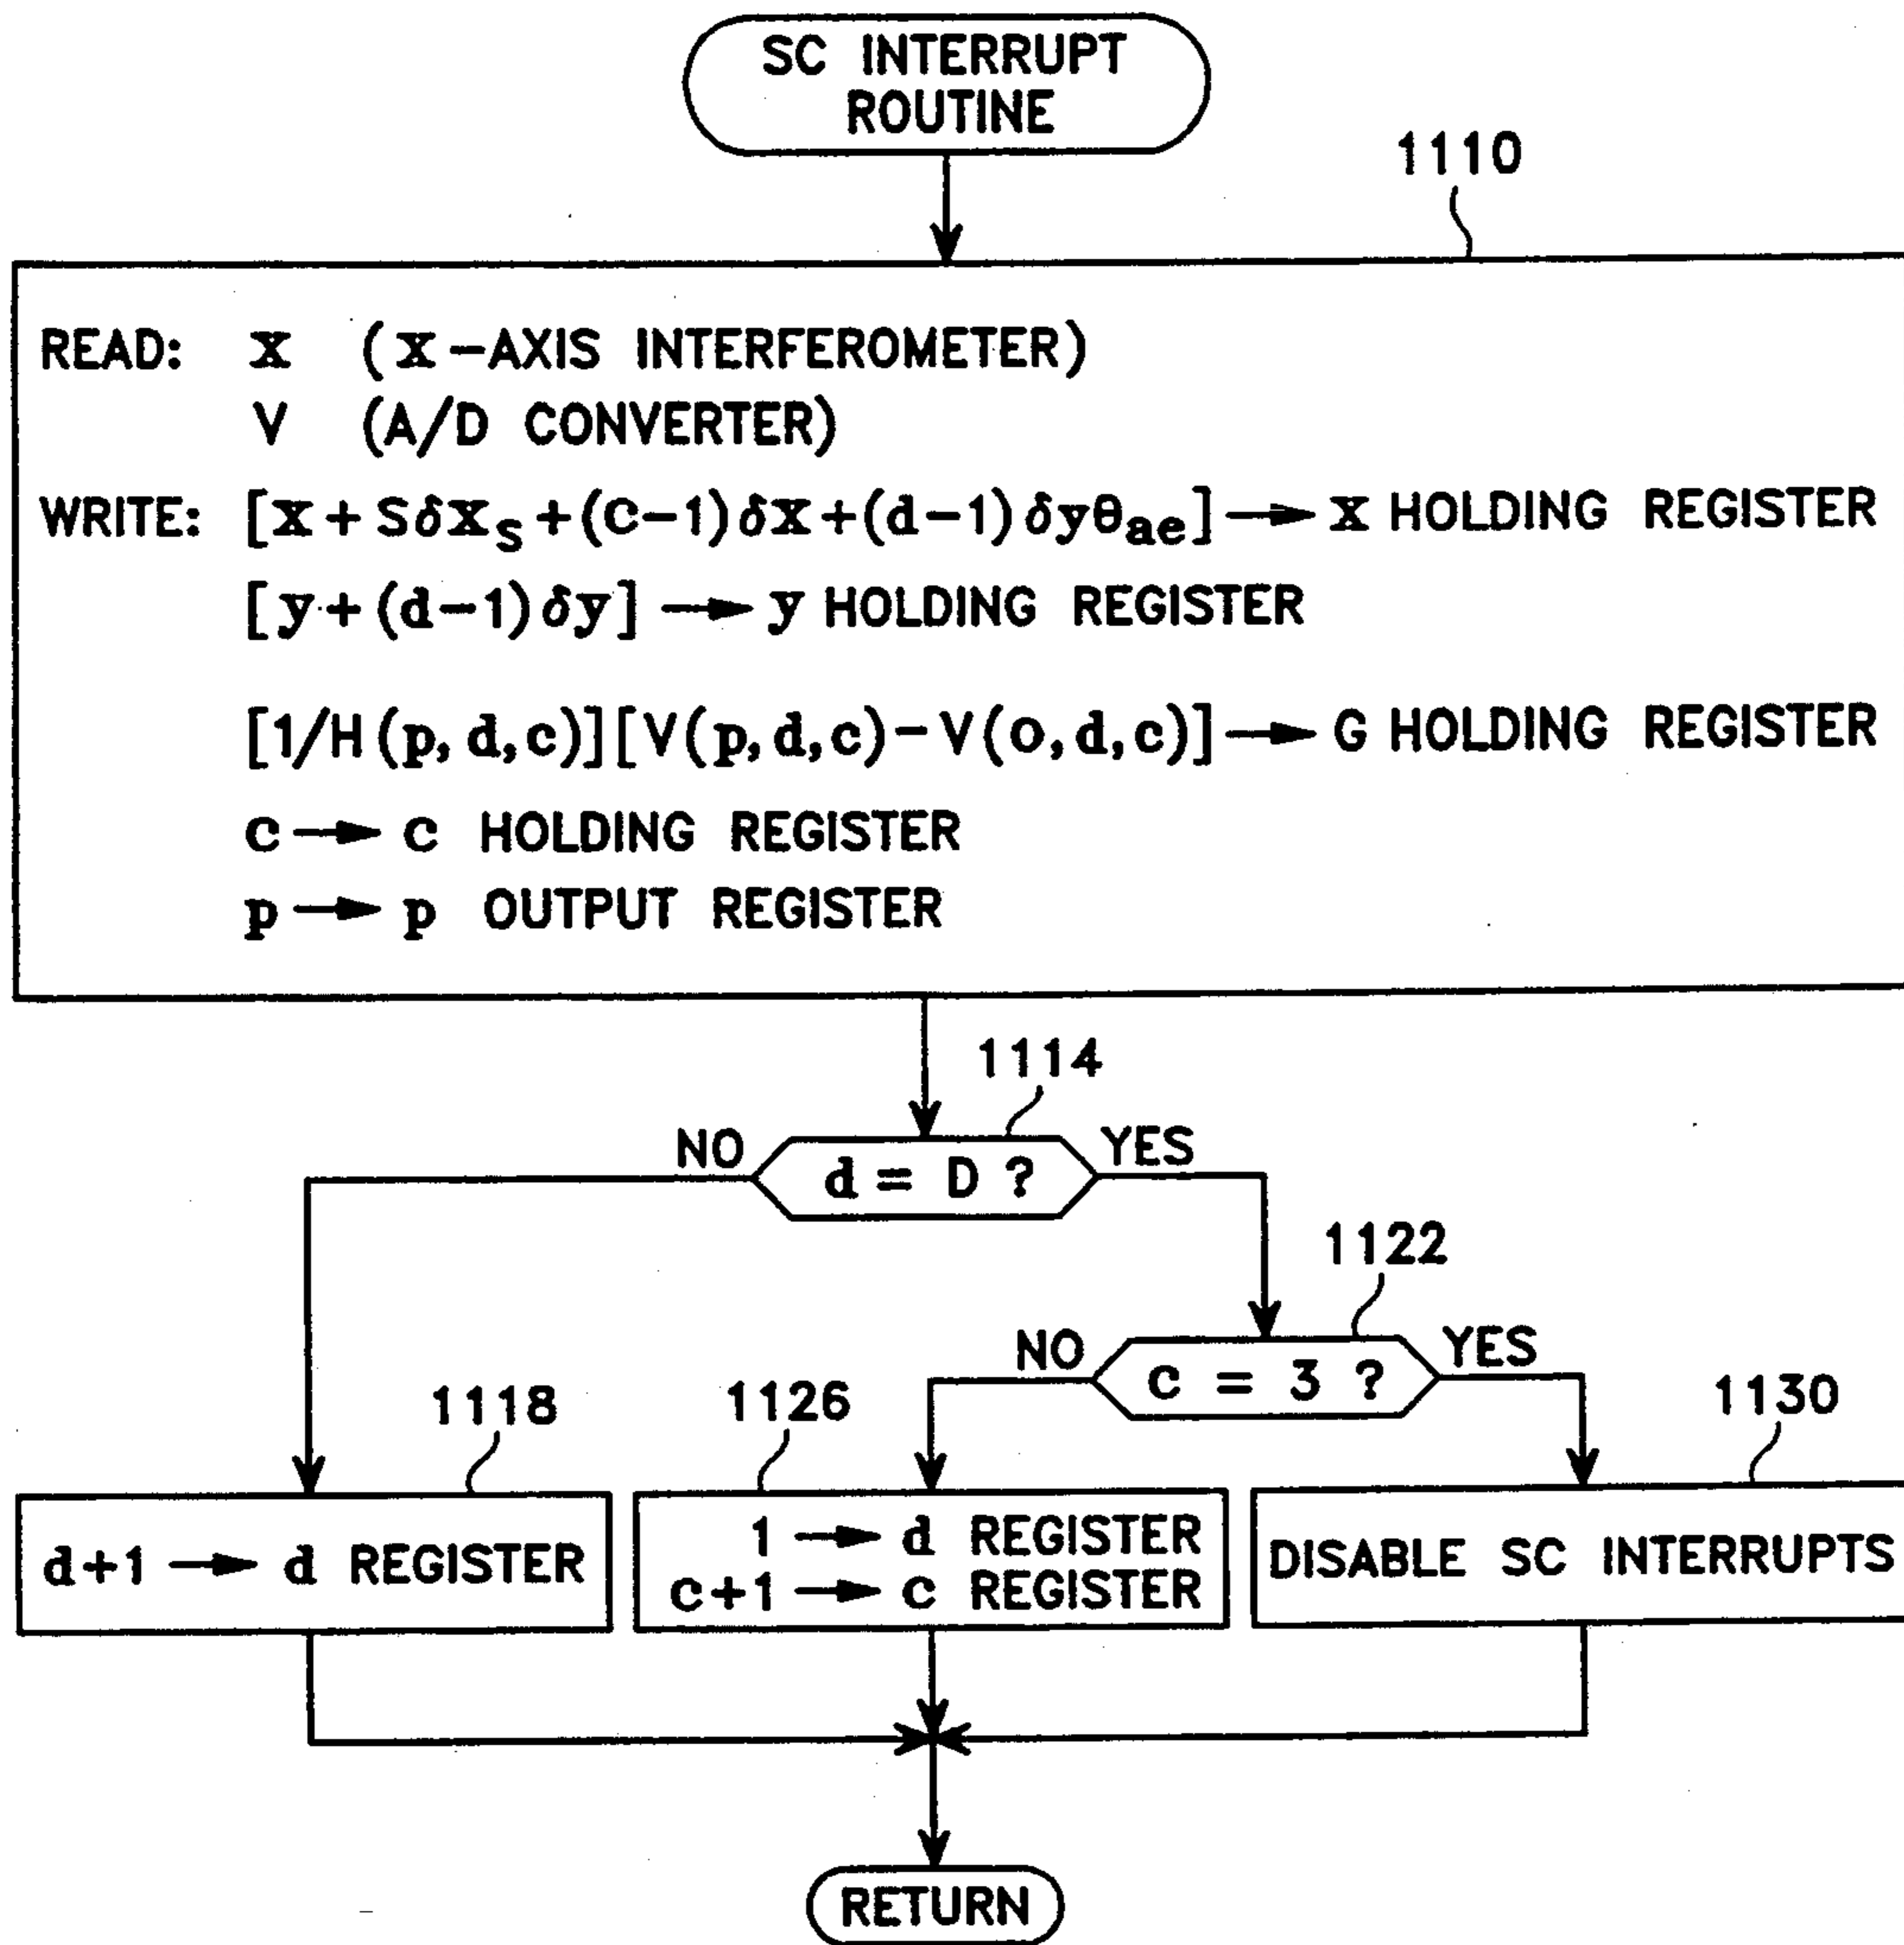 SC INTERRUPT
ROUTINE
1110
READ: x (x-AXIS INTERFEROMETER)
V (A/D CONVERTER)
WRITE: [x + Sδx_s + (c-1)δx + (d-1)δyθ_ae] → x HOLDING REGISTER
[y + (d-1)δy] → y HOLDING REGISTER
[1/H(p,d,c)][V(p,d,c) - V(o,d,c)] → G HOLDING REGISTER
c → c HOLDING REGISTER
p → p OUTPUT REGISTER
1114
NO
YES
d = D ?
1122
NO
YES
c = 3 ?
1118
1126
1130
d+1 → d REGISTER
1 → d REGISTER
c+1 → c REGISTER
DISABLE SC INTERRUPTS
RETURN